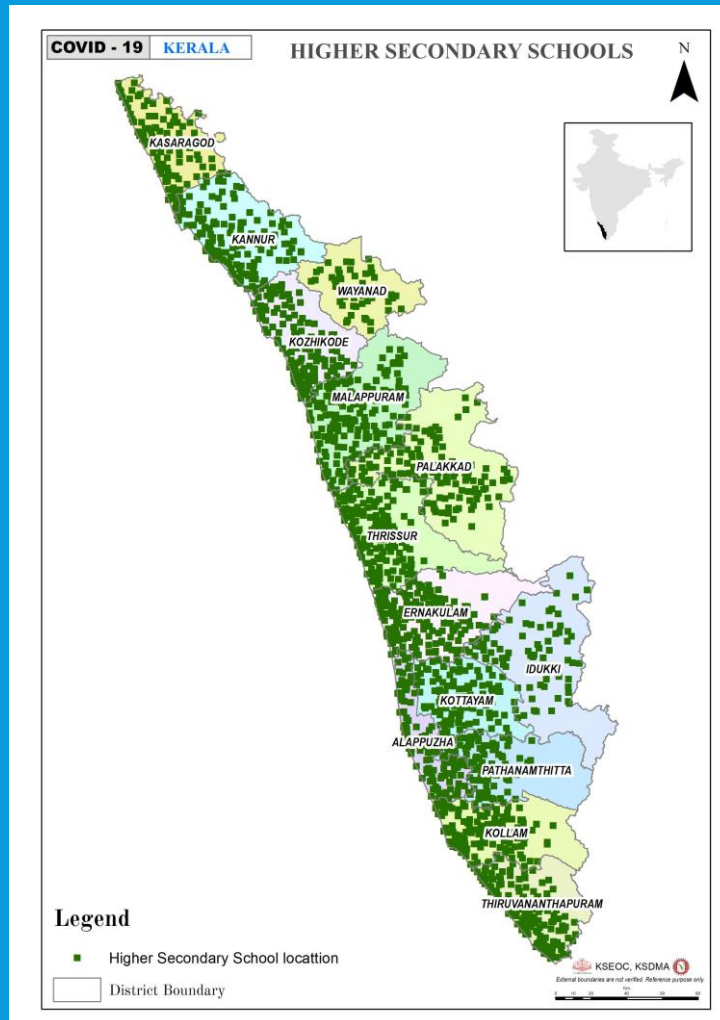 COVID - 19 KERALA
HIGHER SECONDARY SCHOOLS
N
KASARAGOD
KANNUR
WAYANAD
KOZHIKODE
MALAPPURAM
PALAKKAD
THRISSUR
ERNAKULAM
IDUKKI
KOTTAYAM
ALAPPUZHA
PATHANAMTHITTA
KOLLAM
THIRUVANANTHAPURAM
Legend
Higher Secondary School locattion
District Boundary
KSEOC, KSDMA
External boundaries are not verified. Reference purpose only.